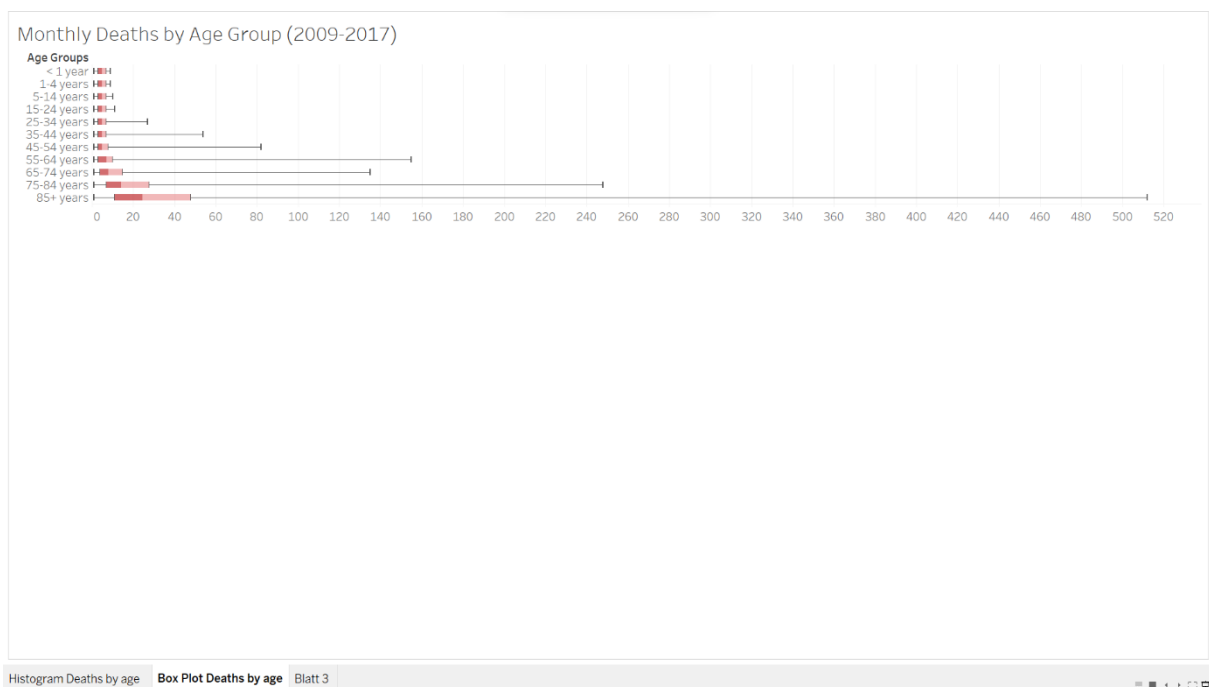 Monthly Deaths by Age Group (2009-2017)
Age Groups
< 1 year
1-4 years
5-14 years
15-24 years
25-34 years
35-44 years
45-54 years
55-64 years
65-74 years
75-84 years
85+ years
0 20 40 60 80 100 120 140 160 180 200 220 240 260 280 300 320 340 360 380 400 420 440 460 480 500 520
Histogram Deaths by age Box Plot Deaths by age Blatt 3